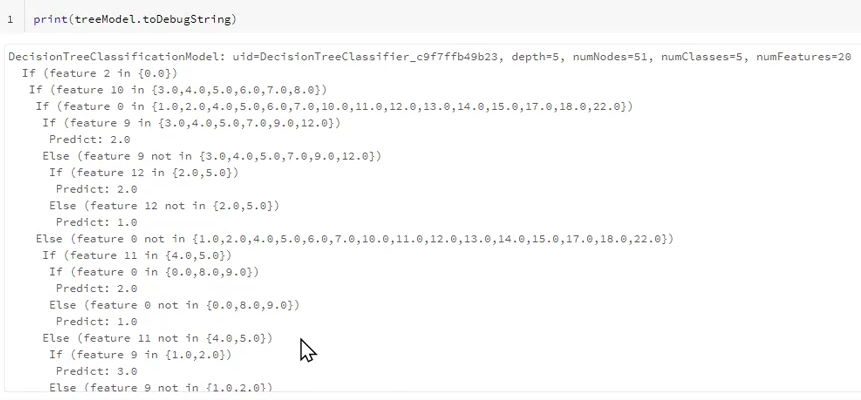 1 print(treeModel.toDebugString)
DecisionTreeClassificationModel: uid=DecisionTreeClassifier_c9f7ffb49b23, depth=5, numNodes=51, numClasses=5, numFeatures=20
If (feature 2 in {0.0})
If (feature 10 in {3.0,4.0,5.0,6.0,7.0,8.0})
If (feature 0 in {1.0,2.0,4.0,5.0,6.0,7.0,10.0,11.0,12.0,13.0,14.0,15.0,17.0,18.0,22.0})
If (feature 9 in {3.0,4.0,5.0,7.0,9.0,12.0})
Predict: 2.0
Else (feature 9 not in {3.0,4.0,5.0,7.0,9.0,12.0})
If (feature 12 in {2.0,5.0})
Predict: 2.0
Else (feature 12 not in {2.0,5.0})
Predict: 1.0
Else (feature 0 not in {1.0,2.0,4.0,5.0,6.0,7.0,10.0,11.0,12.0,13.0,14.0,15.0,17.0,18.0,22.0})
If (feature 11 in {4.0,5.0})
If (feature 0 in {0.0,8.0,9.0})
Predict: 2.0
Else (feature 0 not in {0.0,8.0,9.0})
Predict: 1.0
Else (feature 11 not in {4.0,5.0})
If (feature 9 in {1.0,2.0})
Predict: 3.0
Else (feature 9 not in {1.0,2.0})